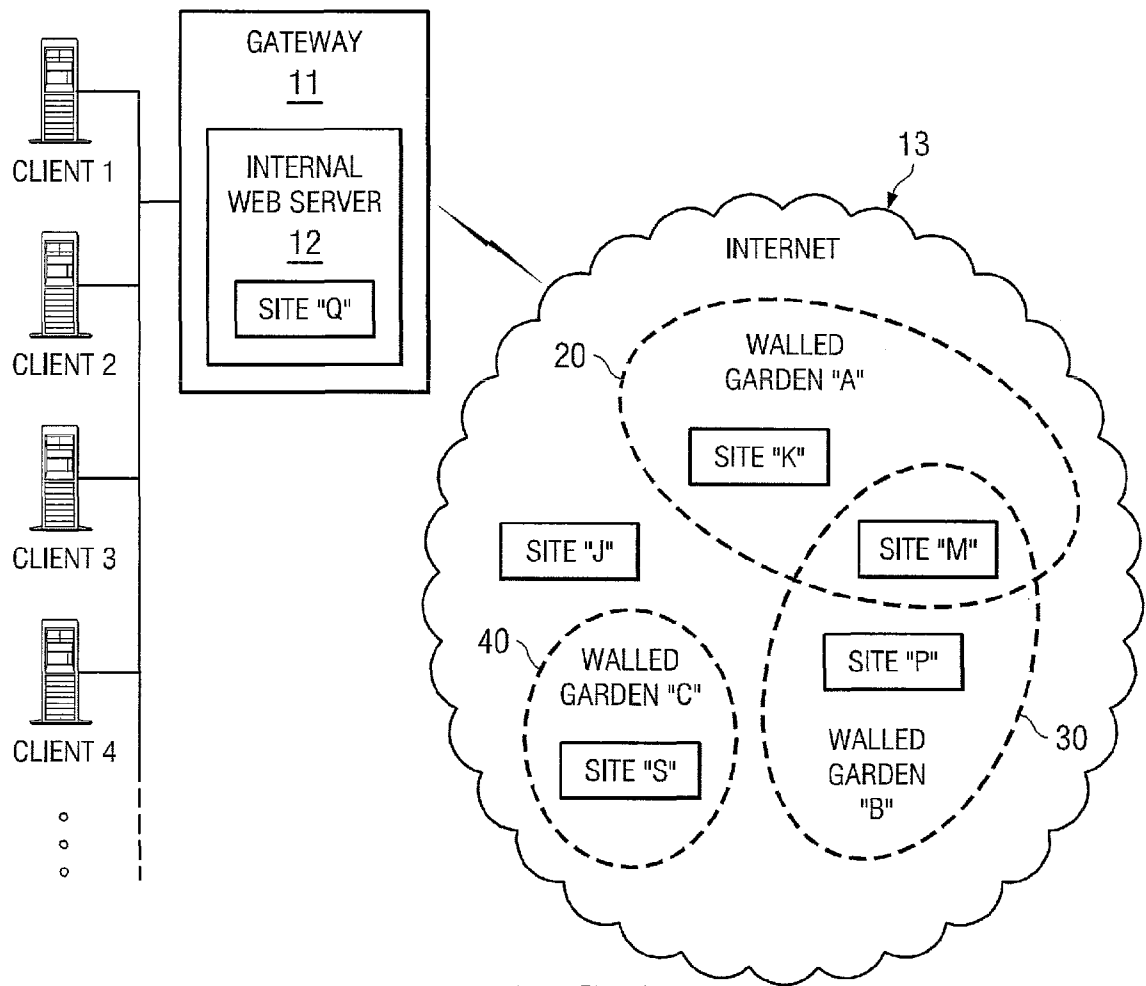 CLIENT 1
CLIENT 2
CLIENT 3
CLIENT 4
GATEWAY
11
INTERNAL
WEB SERVER
12
SITE "Q"
13
INTERNET
20
WALLED
GARDEN "A"
SITE "K"
SITE "M"
SITE "J"
40
WALLED
GARDEN "C"
SITE "S"
SITE "P"
WALLED
GARDEN
"B"
30